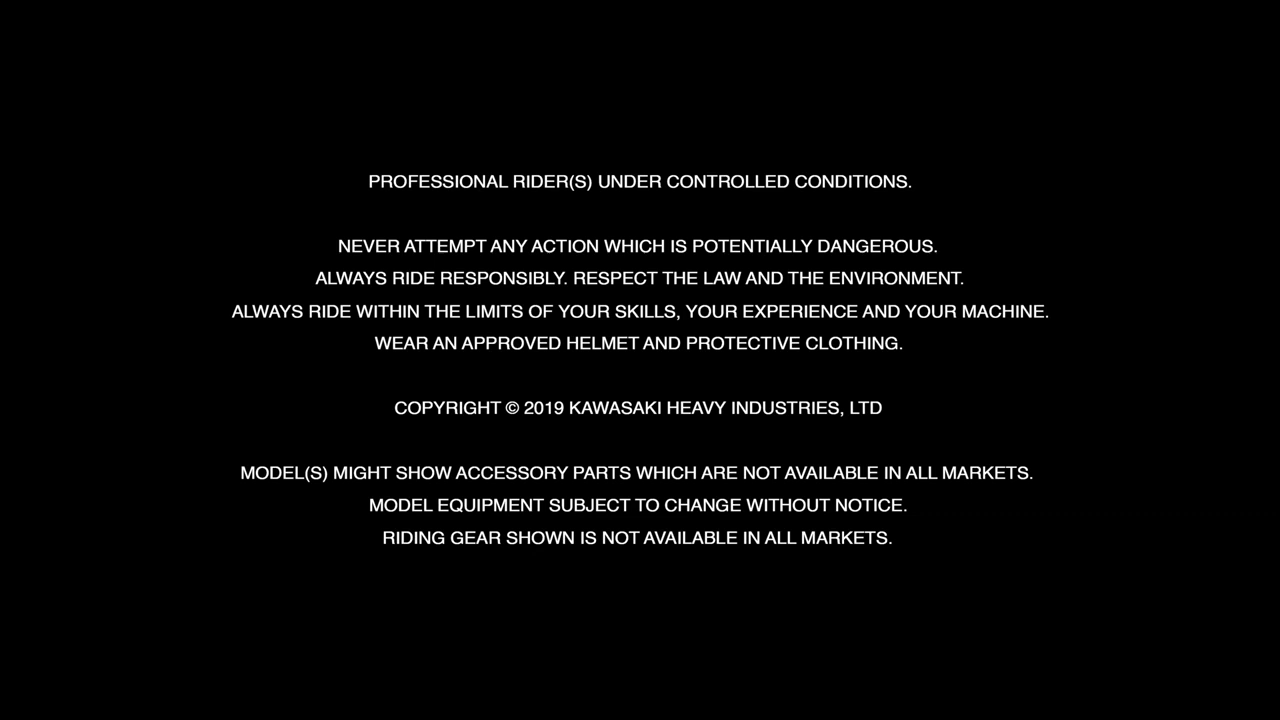 PROFESSIONAL RIDER(S) UNDER CONTROLLED CONDITIONS.
NEVER ATTEMPT ANY ACTION WHICH IS POTENTIALLY DANGEROUS.
ALWAYS RIDE RESPONSIBLY. RESPECT THE LAW AND THE ENVIRONMENT.
ALWAYS RIDE WITHIN THE LIMITS OF YOUR SKILLS, YOUR EXPERIENCE AND YOUR MACHINE.
WEAR AN APPROVED HELMET AND PROTECTIVE CLOTHING.
COPYRIGHT © 2019 KAWASAKI HEAVY INDUSTRIES, LTD
MODEL(S) MIGHT SHOW ACCESSORY PARTS WHICH ARE NOT AVAILABLE IN ALL MARKETS.
MODEL EQUIPMENT SUBJECT TO CHANGE WITHOUT NOTICE.
RIDING GEAR SHOWN IS NOT AVAILABLE IN ALL MARKETS.